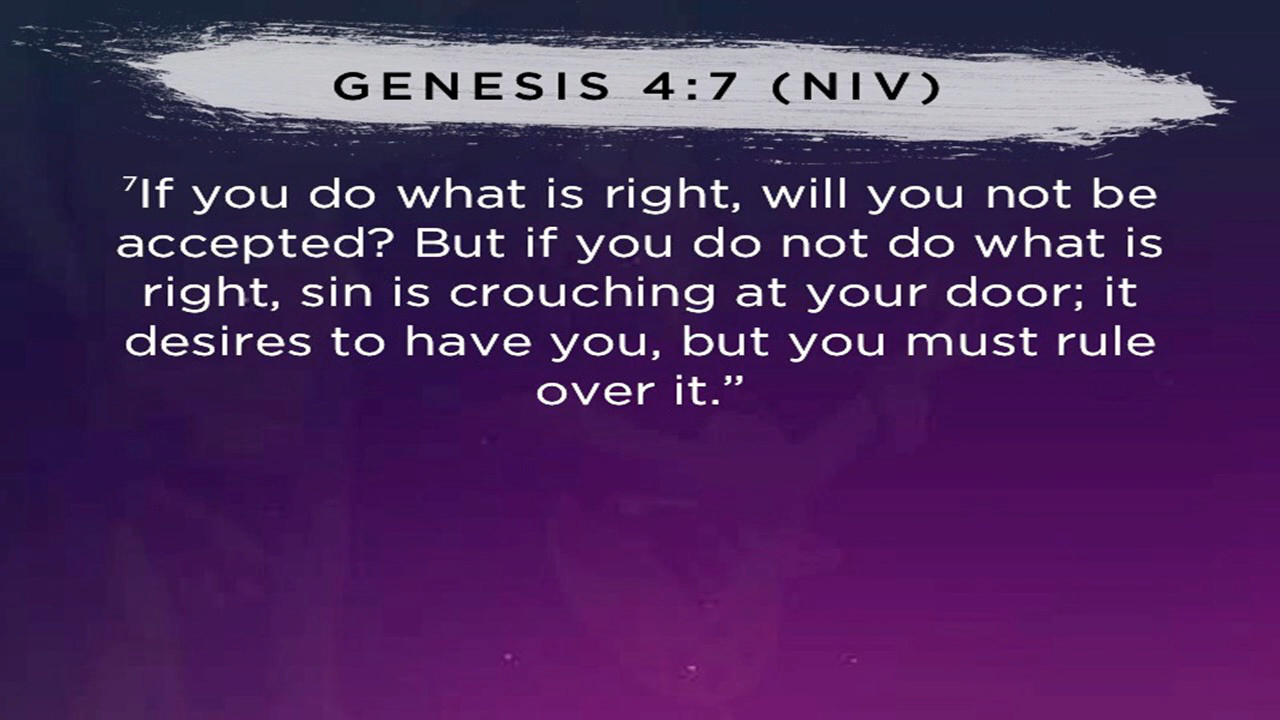 GENESIS 4:7 (NIV)
⁷If you do what is right, will you not be
accepted? But if you do not do what is
right, sin is crouching at your door; it
desires to have you, but you must rule
over it.”